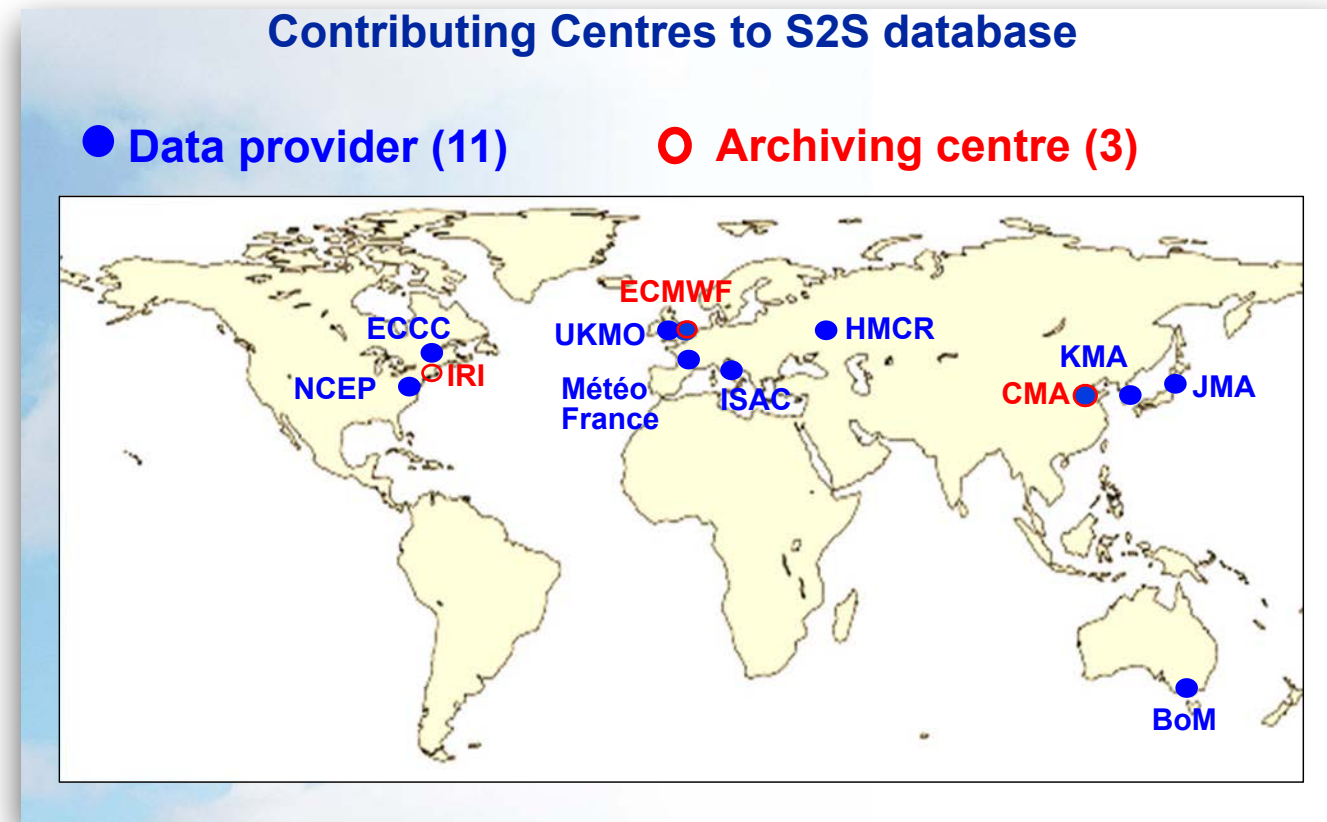 Contributing Centres to S2S database
Data provider (11)
Archiving centre (3)
ECMWF
ECCC
UKMO
HMCR
KMA
IRI
NCEP
Météo
France
ISAC
CMA
JMA
BoM